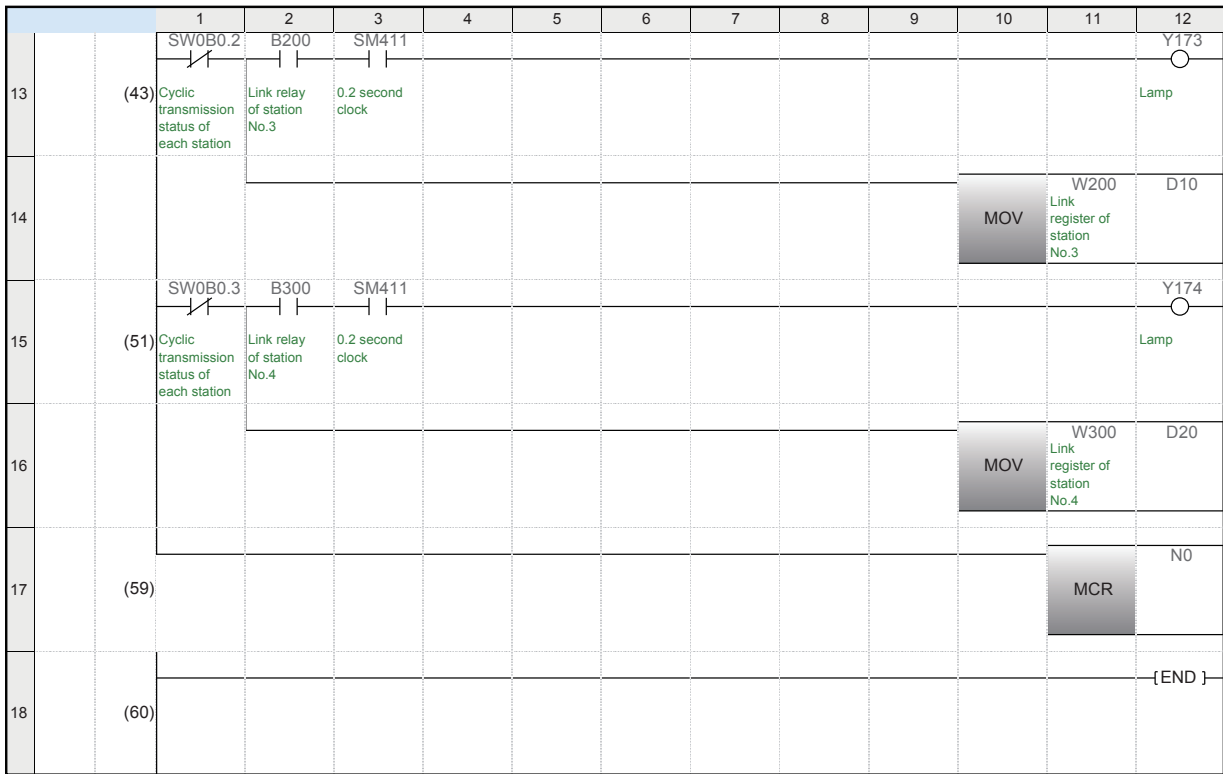 1 2 3 4 5 6 7 8 9 10 11 12
SW0B0.2 B200 SM411 Y173
13 (43) Cyclic Link relay 0.2 second Lamp
transmission of station clock
status of No.3
each station
W200 D10
Link
14 MOV register of
station
No.3
SW0B0.3 B300 SM411 Y174
15 (51) Cyclic Link relay 0.2 second Lamp
transmission of station clock
status of No.4
each station
W300 D20
Link
16 MOV register of
station
No.4
N0
17 (59) MCR
[END]
18 (60)